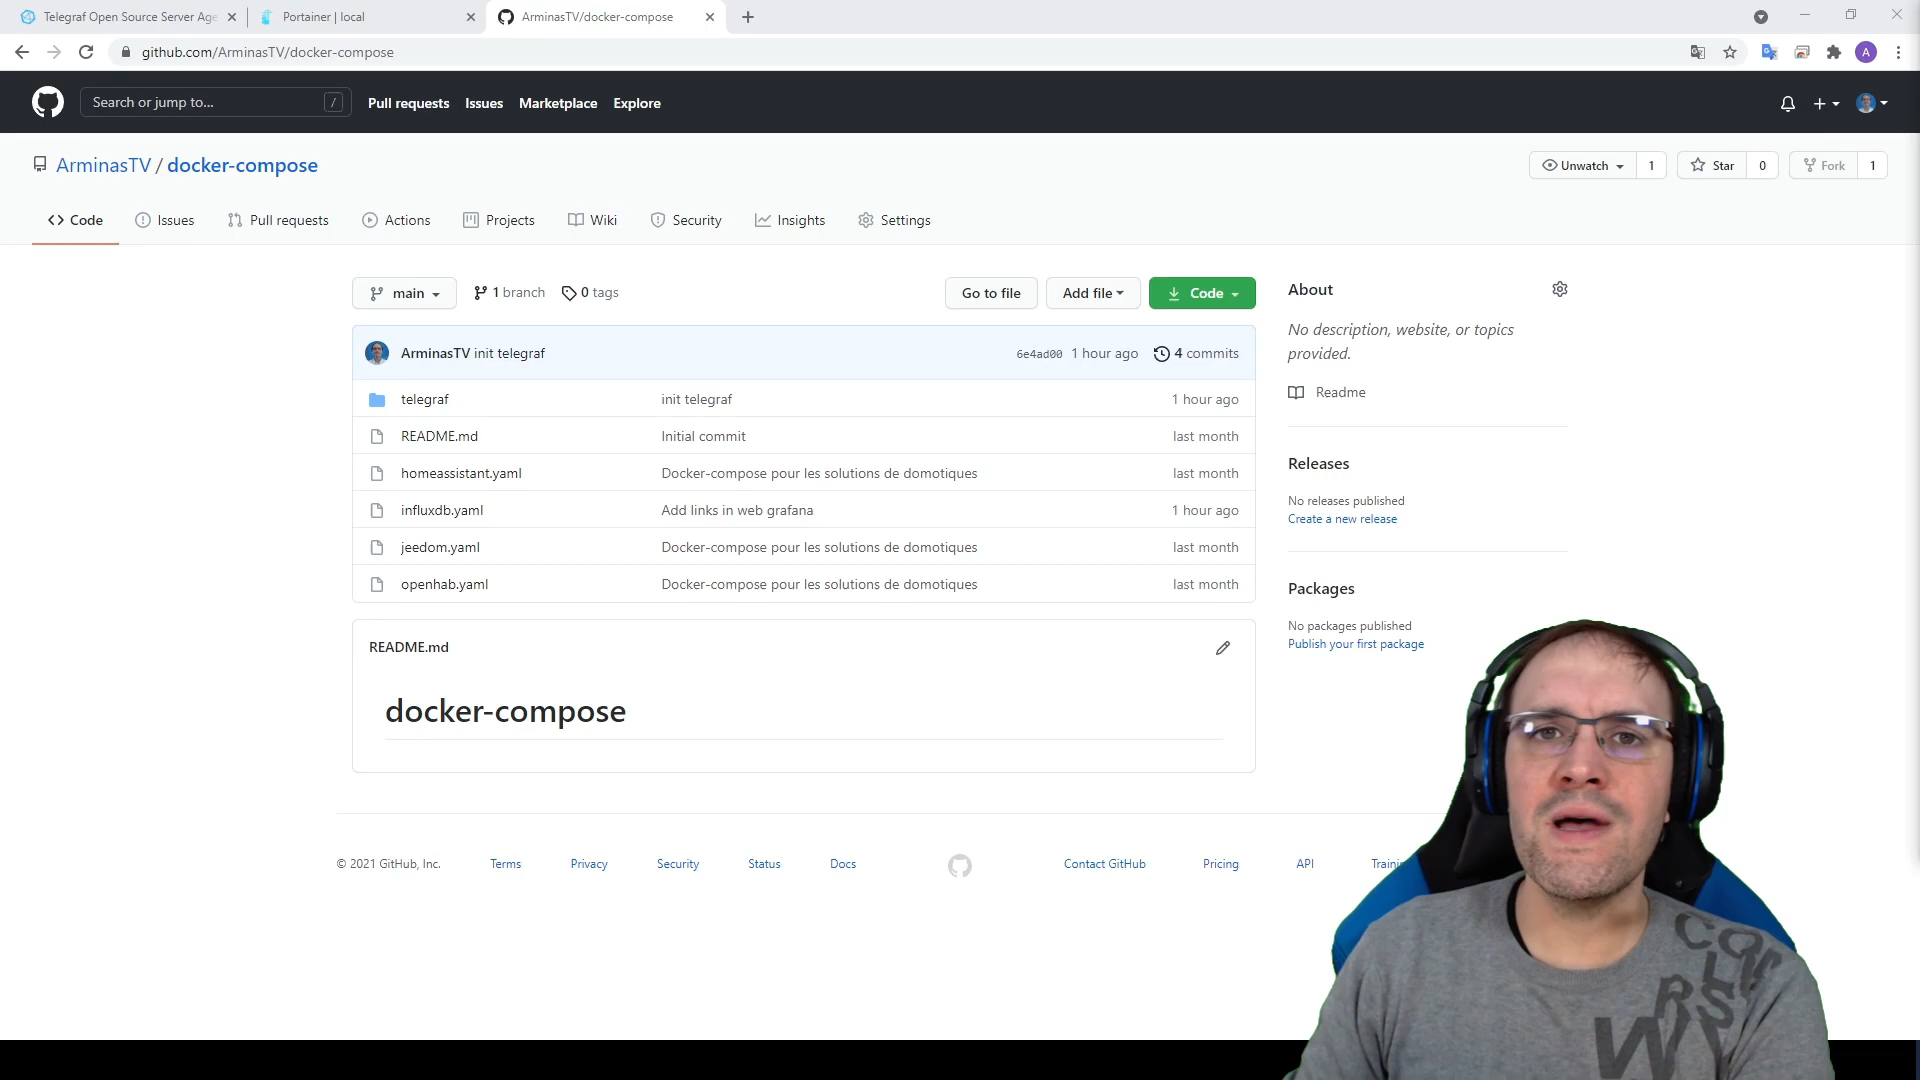 Telegraf Open Source Server Age
Portainer | local
ArminasTV/docker-compose
github.com/ArminasTV/docker-compose
A
Search or jump to...
/
Pull requests
Issues
Marketplace
Explore
ArminasTV / docker-compose
Unwatch
1
Star
0
Fork
1
Code
Issues
Pull requests
Actions
Projects
Wiki
Security
Insights
Settings
main
1 branch
0 tags
Go to file
Add file
Code
ArminasTV init telegraf
6e4ad00 1 hour ago
4 commits
telegraf init telegraf 1 hour ago
README.md Initial commit last month
homeassistant.yaml Docker-compose pour les solutions de domotiques last month
influxdb.yaml Add links in web grafana 1 hour ago
jeedom.yaml Docker-compose pour les solutions de domotiques last month
openhab.yaml Docker-compose pour les solutions de domotiques last month
README.md
docker-compose
About
No description, website, or topics
provided.
Readme
Releases
No releases published
Create a new release
Packages
No packages published
Publish your first package
© 2021 GitHub, Inc.
Terms
Privacy
Security
Status
Docs
Contact GitHub
Pricing
API